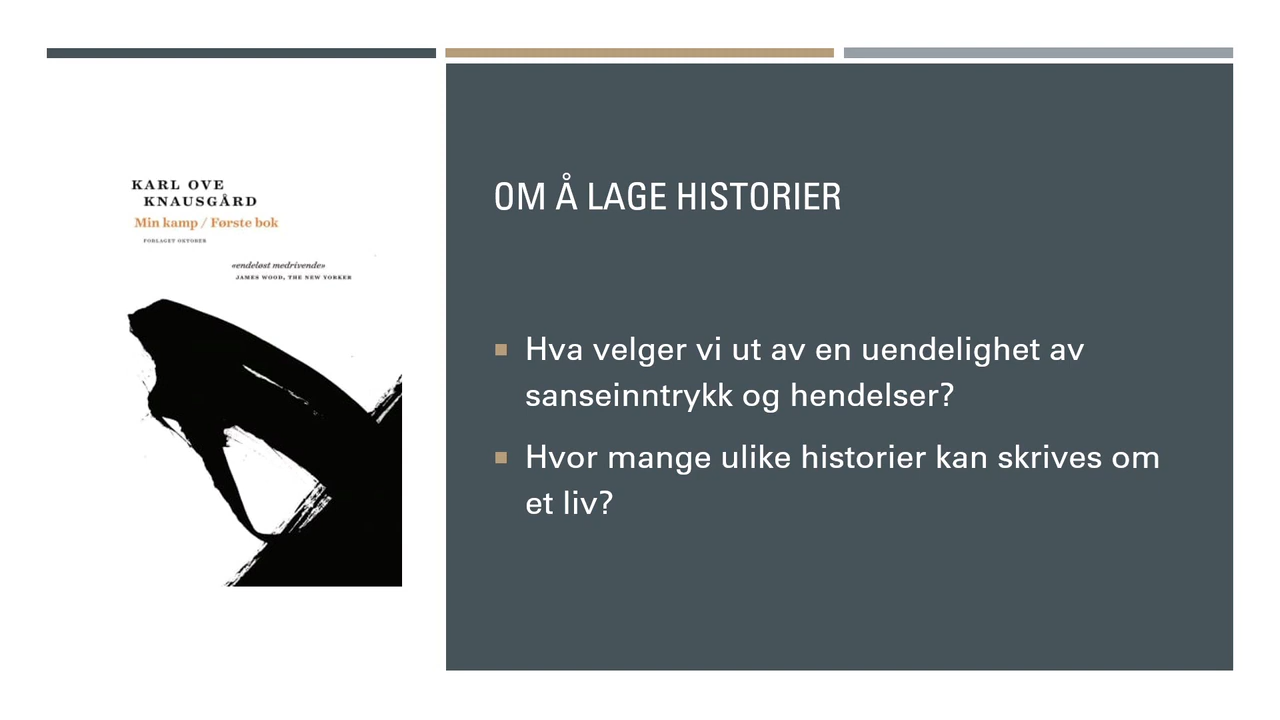 KARL OVE
KNAUSGÅRD
Min kamp / Første bok
FORLAGET OKTOBER
«endeløst medrivende»
JAMES WOOD, THE NEW YORKER
OM Å LAGE HISTORIER
Hva velger vi ut av en uendelighet av
sanseinntrykk og hendelser?
Hvor mange ulike historier kan skrives om
et liv?